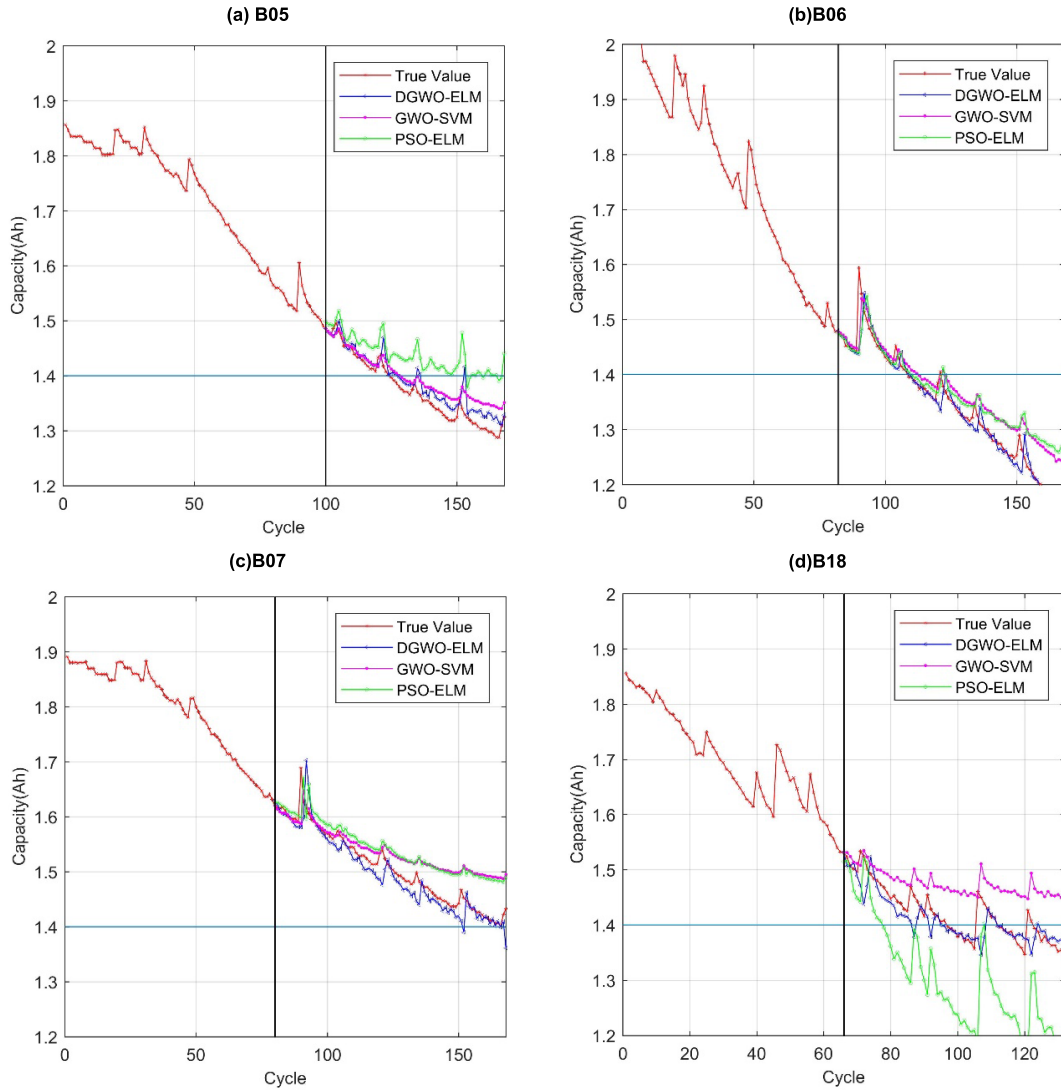 (a) B05
Capacity(Ah)
2
1.9
1.8
1.7
1.6
1.5
1.4
1.3
1.2
0
50
100
150
Cycle
True Value
DGWO-ELM
GWO-SVM
PSO-ELM
(b)B06
Capacity(Ah)
2
1.9
1.8
1.7
1.6
1.5
1.4
1.3
1.2
0
50
100
150
Cycle
True Value
DGWO-ELM
GWO-SVM
PSO-ELM
(c)B07
Capacity(Ah)
2
1.9
1.8
1.7
1.6
1.5
1.4
1.3
1.2
0
50
100
150
Cycle
True Value
DGWO-ELM
GWO-SVM
PSO-ELM
(d)B18
Capacity(Ah)
2
1.9
1.8
1.7
1.6
1.5
1.4
1.3
1.2
0
20
40
60
80
100
120
Cycle
True Value
DGWO-ELM
GWO-SVM
PSO-ELM